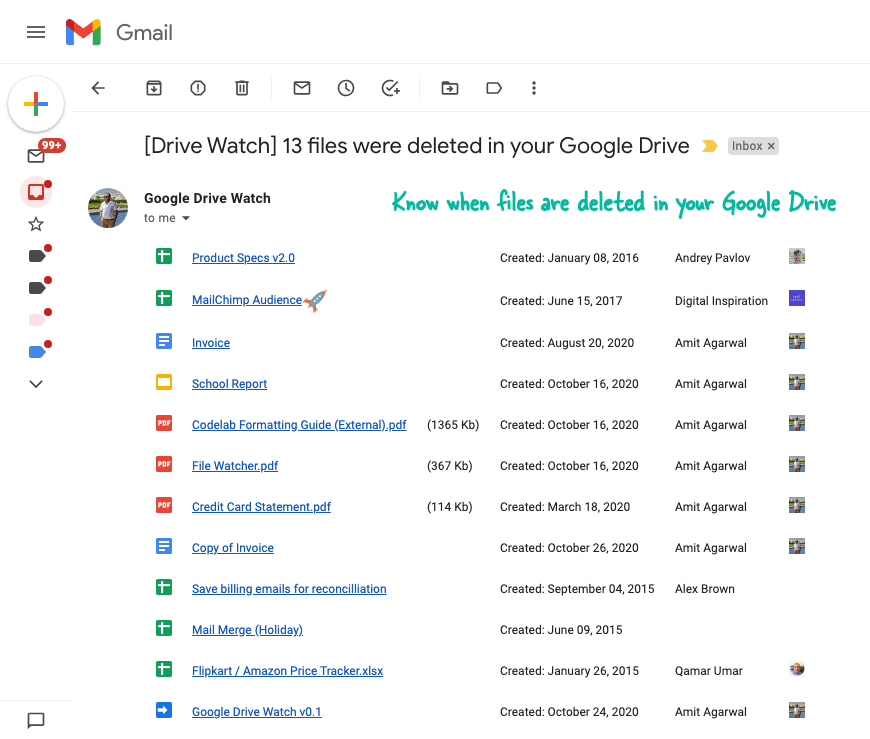 Gmail
99+
[Drive Watch] 13 files were deleted in your Google Drive Inbox ×
Google Drive Watch
to me
Know when files are deleted in your Google Drive
Product Specs v2.0 Created: January 08, 2016 Andrey Pavlov
MailChimp Audience Created: June 15, 2017 Digital Inspiration
Invoice Created: August 20, 2020 Amit Agarwal
School Report Created: October 16, 2020 Amit Agarwal
PDF Codelab Formatting Guide (External).pdf (1365 Kb) Created: October 16, 2020 Amit Agarwal
PDF File Watcher.pdf (367 Kb) Created: October 16, 2020 Amit Agarwal
PDF Credit Card Statement.pdf (114 Kb) Created: March 18, 2020 Amit Agarwal
Copy of Invoice Created: October 26, 2020 Amit Agarwal
Save billing emails for reconcilliation Created: September 04, 2015 Alex Brown
Mail Merge (Holiday) Created: June 09, 2015
Flipkart / Amazon Price Tracker.xlsx Created: January 26, 2015 Qamar Umar
Google Drive Watch v0.1 Created: October 24, 2020 Amit Agarwal